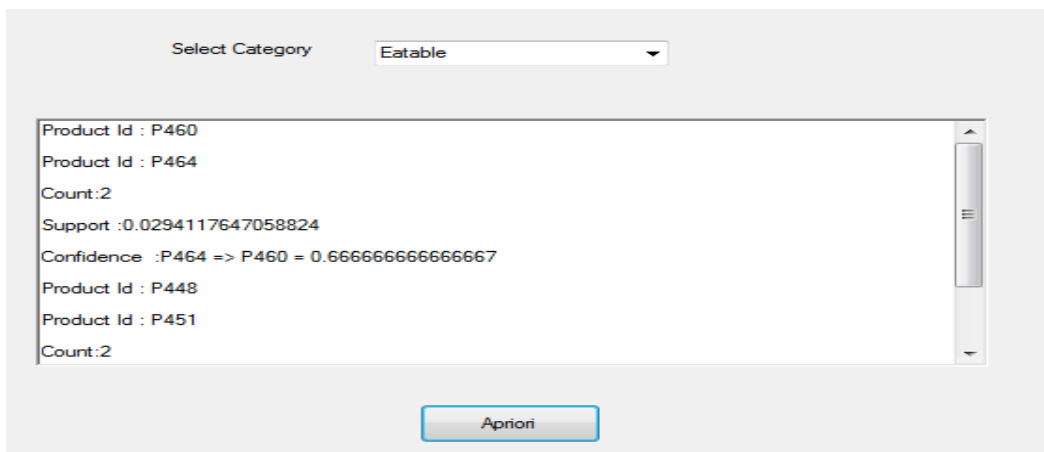 Select Category
Eatable
Product Id : P460
Product Id : P464
Count:2
Support :0.0294117647058824
Confidence  :P464 => P460 = 0.666666666666667
Product Id : P448
Product Id : P451
Count:2
Apriori